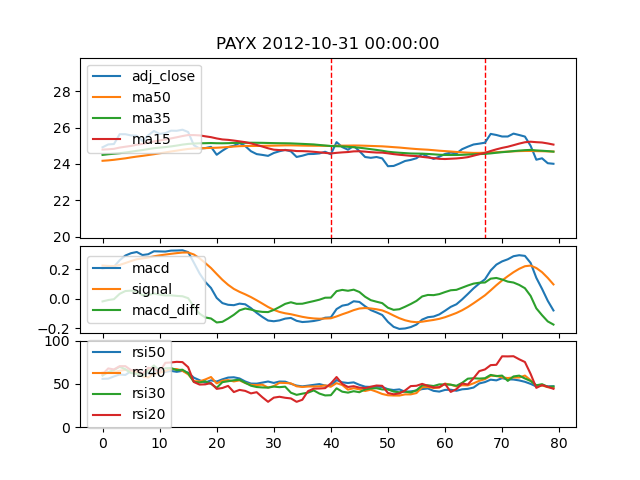 PAYX 2012-10-31 00:00:00
28
26
24
22
20
adj_close
ma50
ma35
ma15
0.2
0.0
−0.2
macd
signal
macd_diff
100
50
0
rsi50
rsi40
rsi30
rsi20
0 10 20 30 40 50 60 70 80